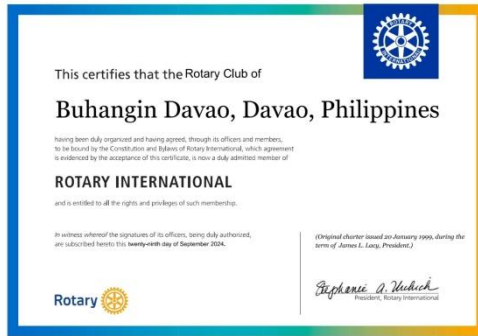 ROTARY INTERNATIONAL
This certifies that the Rotary Club of
Buhangin Davao, Davao, Philippines
having been duly organized and having agreed, through its officers and members,
to be bound by the Constitution and Bylaws of Rotary International, which agreement
is evidenced by the acceptance of this certificate, is now a duly admitted member of
ROTARY INTERNATIONAL
and is entitled to all the rights and privileges of such membership.
In witness whereof the signatures of its officers, being duly authorized,
are subscribed hereto this twenty-ninth day of September 2024.
(Original charter issued 20 January 1999, during the
term of James L. Lacy, President.)
Stephanie A. Urchick
President, Rotary International
Rotary